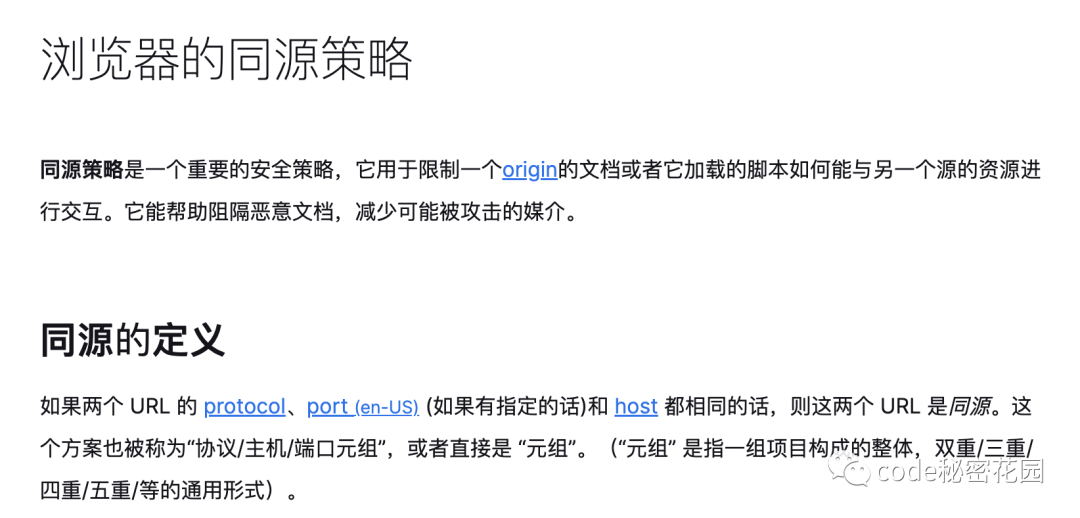 浏览器的同源策略
同源策略是一个重要的安全策略，它用于限制一个origin的文档或者它加载的脚本如何能与另一个源的资源进
行交互。它能帮助阻隔恶意文档，减少可能被攻击的媒介。
同源的定义
如果两个 URL 的 protocol、port (en-US) (如果有指定的话)和 host 都相同的话，则这两个 URL 是同源。这
个方案也被称为“协议/主机/端口元组”，或者直接是 “元组”。（“元组” 是指一组项目构成的整体，双重/三重/
四重/五重/等的通用形式）。
code秘密花园